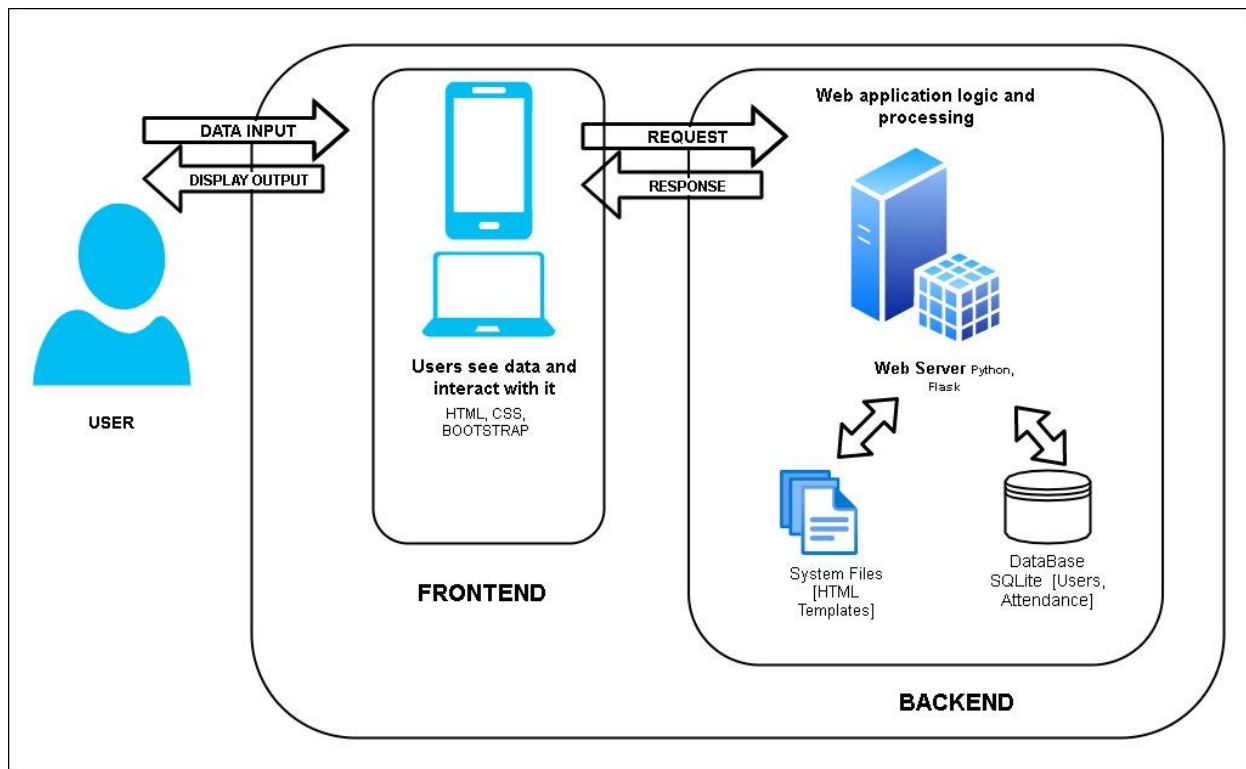 DATA INPUT
DISPLAY OUTPUT
USER
Users see data and
interact with it
HTML, CSS,
BOOTSTRAP
FRONTEND
REQUEST
RESPONSE
Web application logic and
processing
Web Server Python,
Flask
System Files
[HTML
Templates]
DataBase
SQLite [Users,
Attendance]
BACKEND